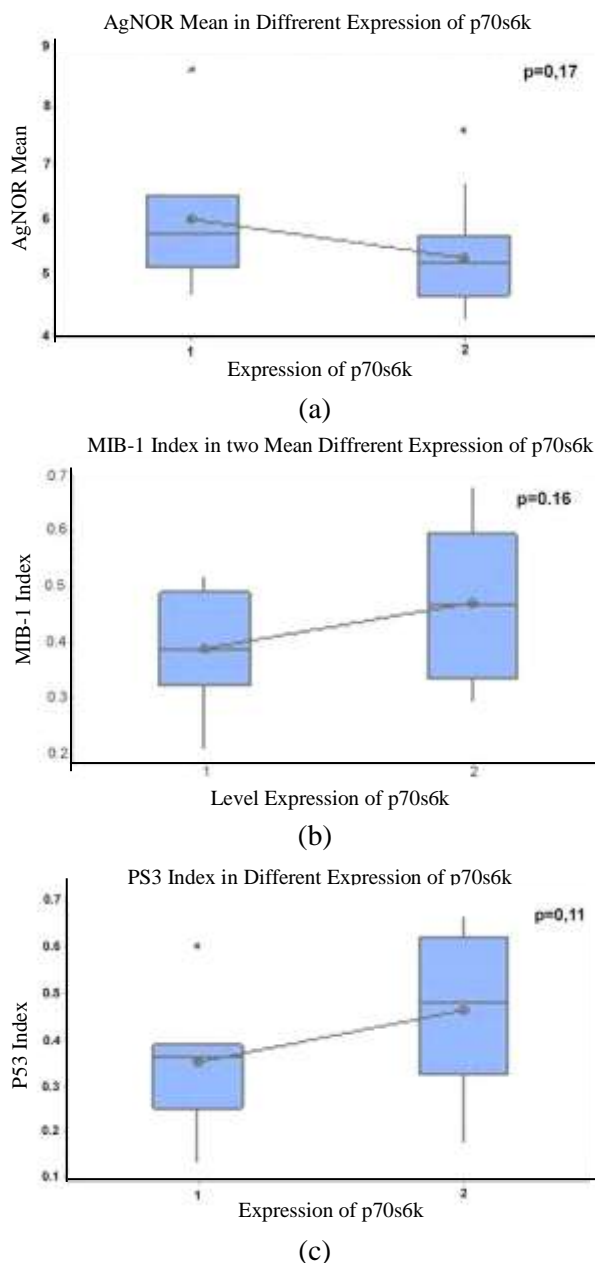 AgNOR Mean in Diffrerent Expression of p70s6k
9
8
7
6
5
4
AgNOR Mean
p=0,17
1
2
Expression of p70s6k
(a)
MIB-1 Index in two Mean Diffrerent Expression of p70s6k
0.7
0.6
0.5
0.4
0.3
0.2
MIB-1 Index
p=0.16
1
2
Level Expression of p70s6k
(b)
PS3 Index in Different Expression of p70s6k
0.7
0.6
0.5
0.4
0.3
0.2
0.1
P53 Index
p=0,11
1
2
Expression of p70s6k
(c)